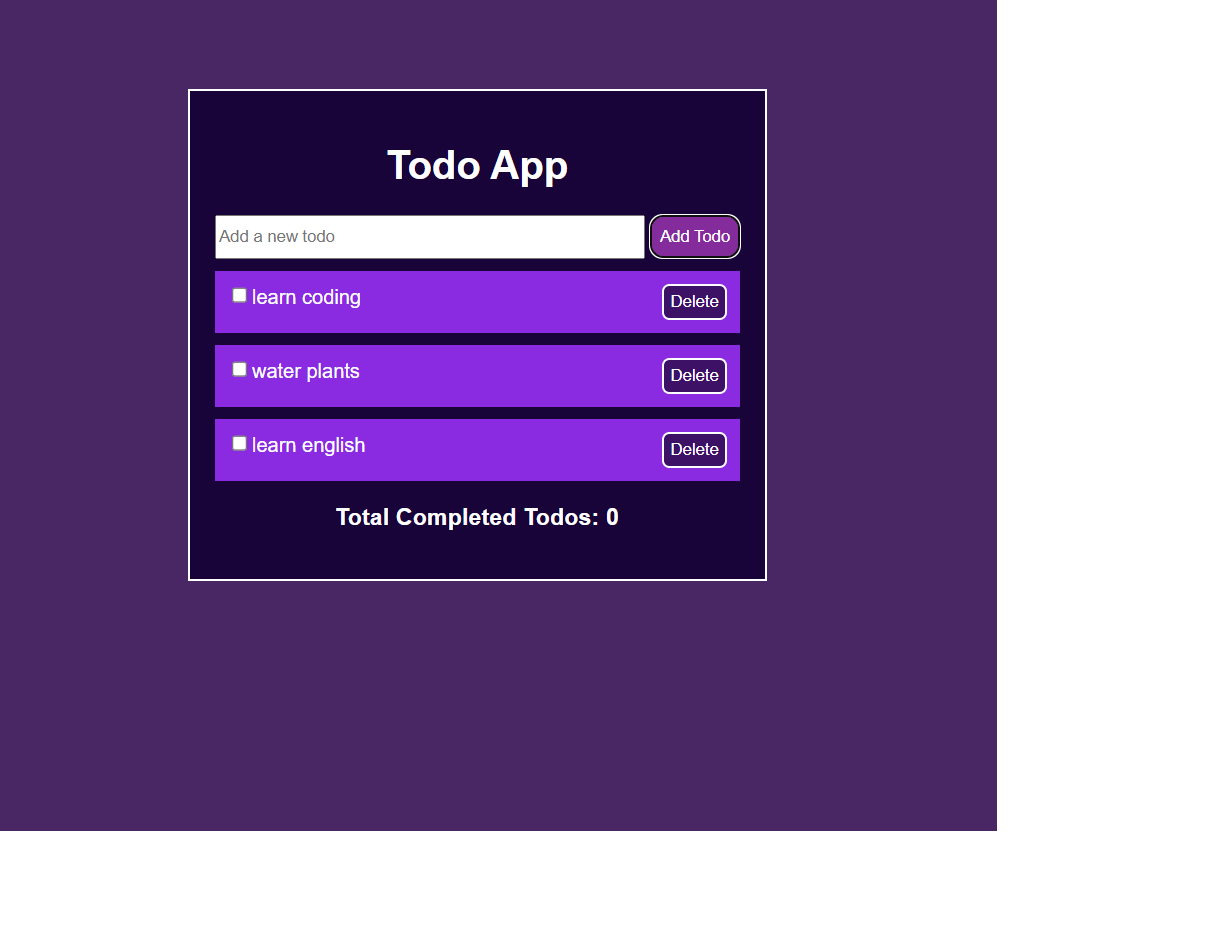 Todo App
Add a new todo Add Todo
learn coding Delete
water plants Delete
learn english Delete
Total Completed Todos: 0